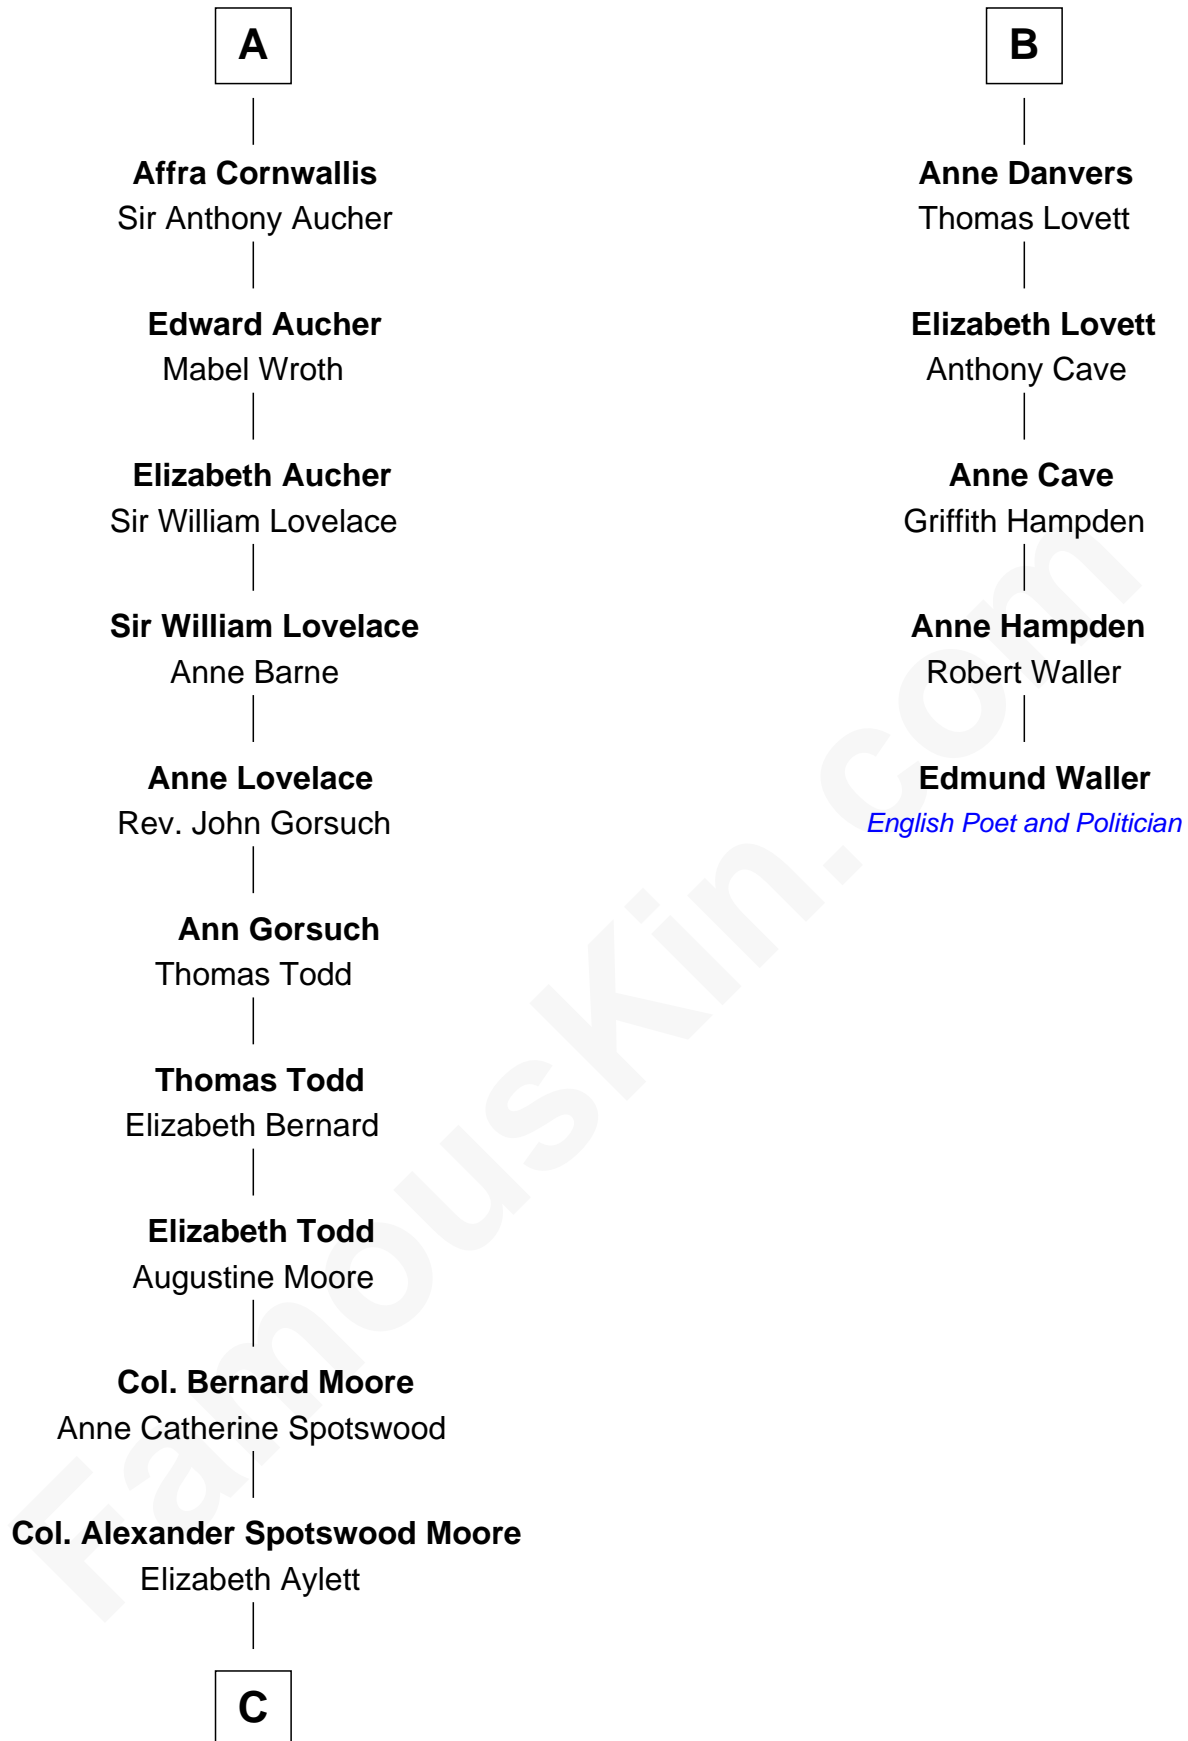 A
Affra Cornwallis
Sir Anthony Aucher
Edward Aucher
Mabel Wroth
Elizabeth Aucher
Sir William Lovelace
Sir William Lovelace
Anne Barne
Anne Lovelace
Rev. John Gorsuch
Ann Gorsuch
Thomas Todd
Thomas Todd
Elizabeth Bernard
Elizabeth Todd
Augustine Moore
Col. Bernard Moore
Anne Catherine Spotswood
Col. Alexander Spotswood Moore
Elizabeth Aylett
C
B
Anne Danvers
Thomas Lovett
Elizabeth Lovett
Anthony Cave
Anne Cave
Griffith Hampden
Anne Hampden
Robert Waller
Edmund Waller
English Poet and Politician
FamousKin.com